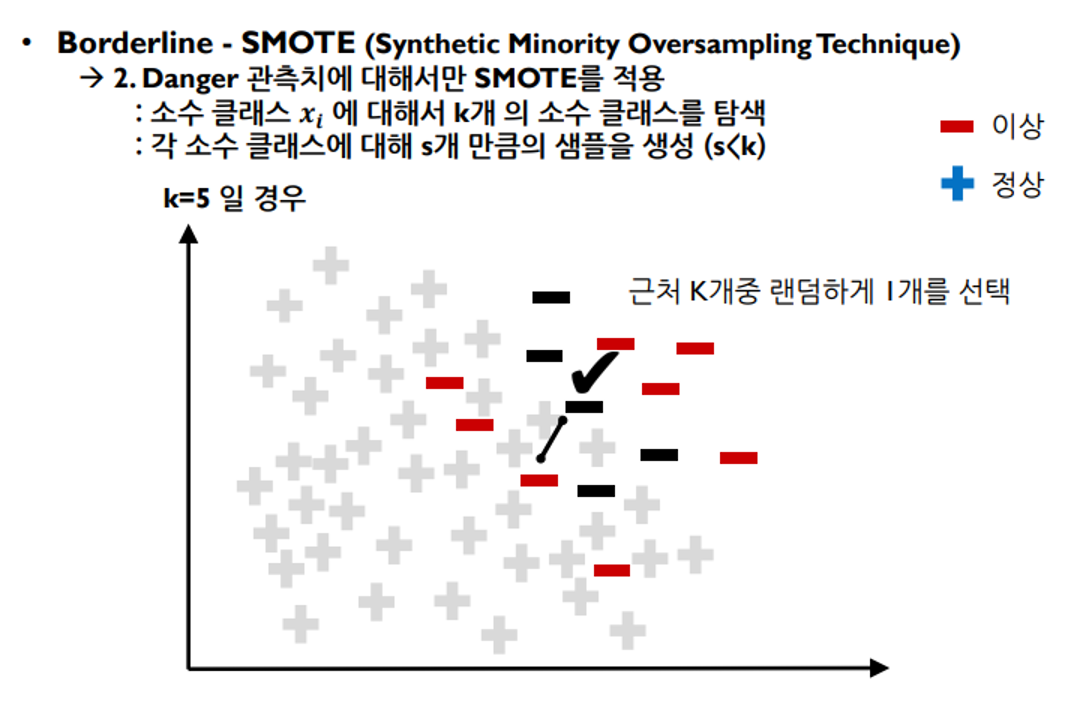 • Borderline - SMOTE (Synthetic Minority Oversampling Technique)
→ 2. Danger 관측치에 대해서만 SMOTE를 적용
: 소수 클래스 xᵢ 에 대해서 k개 의 소수 클래스를 탐색
: 각 소수 클래스에 대해 s개 만큼의 샘플을 생성 (s<k)
이상
정상
k=5 일 경우
근처 K개중 랜덤하게 1개를 선택